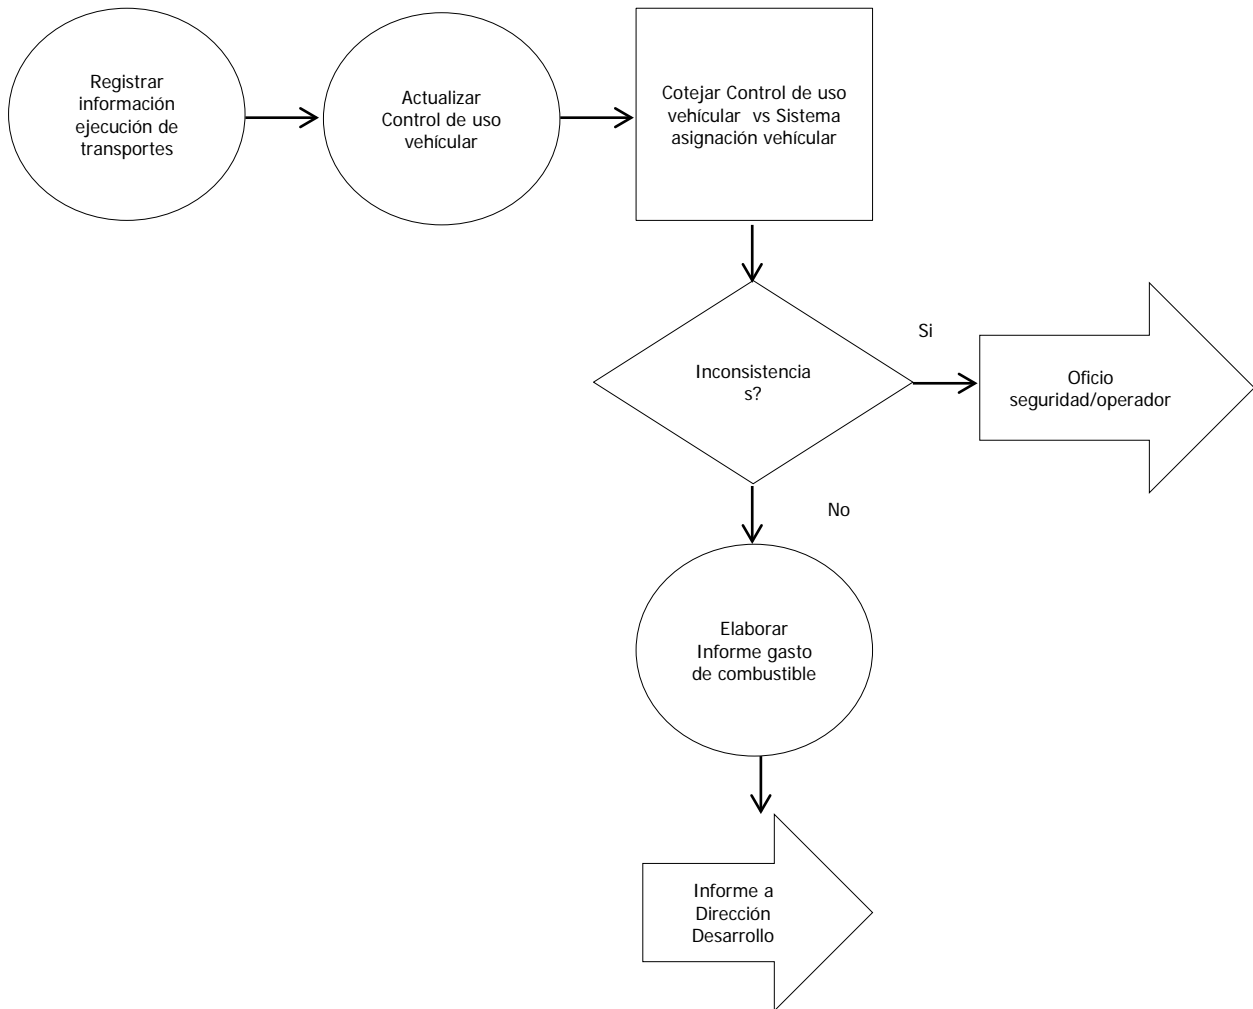 Registrar
información
ejecución de
transportes
Actualizar
Control de uso
vehícular
Cotejar Control de uso
vehícular vs Sistema
asignación vehícular
Inconsistencia
s?
Si
Oficio
seguridad/operador
No
Elaborar
Informe gasto
de combustible
Informe a
Dirección
Desarrollo